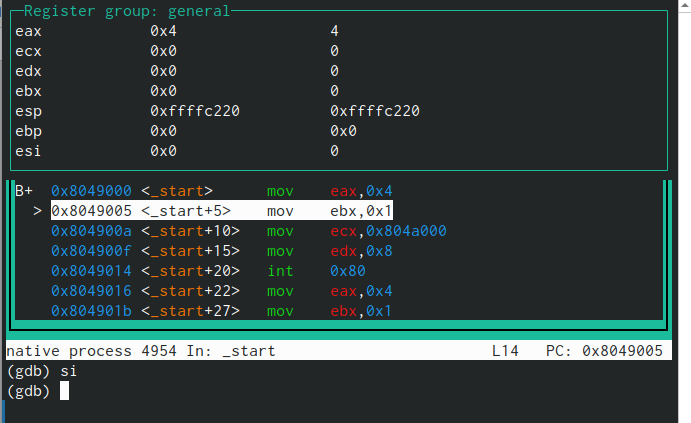 Register group: general
eax 0x4 4
ecx 0x0 0
edx 0x0 0
ebx 0x0 0
esp 0xffffc220 0xffffc220
ebp 0x0 0x0
esi 0x0 0
B+ 0x8049000 <_start> mov eax,0x4
> 0x8049005 <_start+5> mov ebx,0x1
0x804900a <_start+10> mov ecx,0x804a000
0x804900f <_start+15> mov edx,0x8
0x8049014 <_start+20> int 0x80
0x8049016 <_start+22> mov eax,0x4
0x804901b <_start+27> mov ebx,0x1
native process 4954 In: _start L14 PC: 0x8049005
(gdb) si
(gdb)